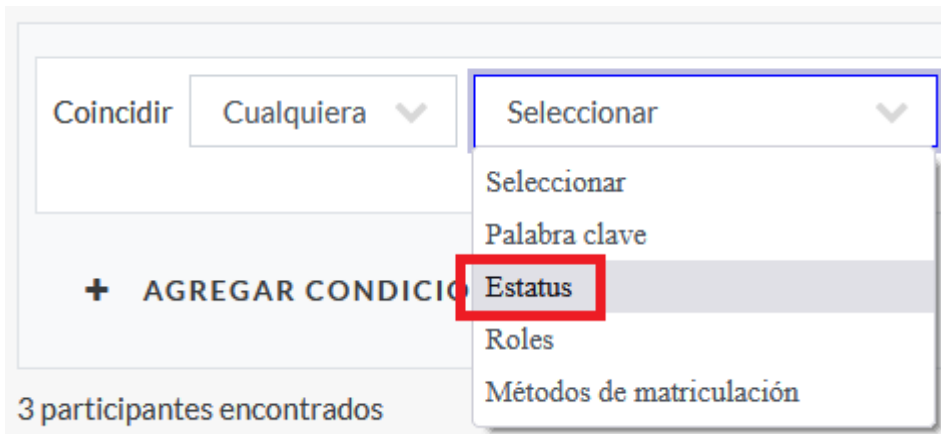 Coincidir Cualquiera Seleccionar
Seleccionar
Palabra clave
+ AGREGAR CONDICIO Estatus
Roles
Métodos de matriculación
3 participantes encontrados